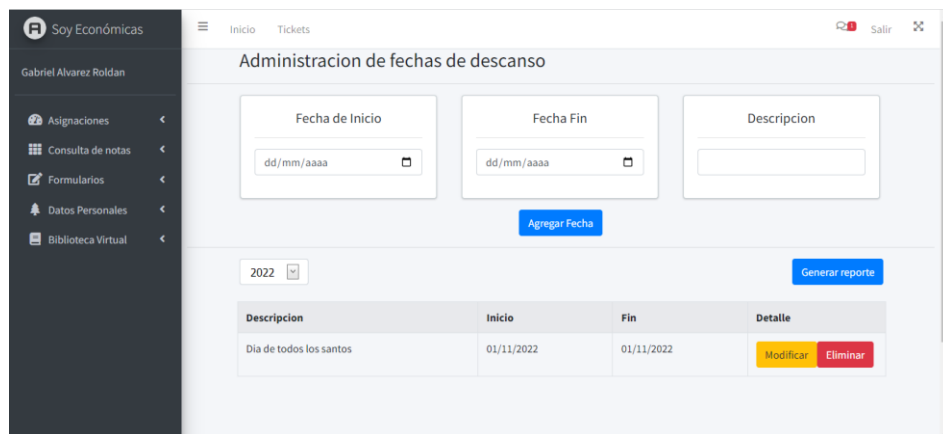 Soy Económicas
Inicio Tickets
Salir
Gabriel Alvarez Roldan
Asignaciones
Consulta de notas
Formularios
Datos Personales
Biblioteca Virtual
Administracion de fechas de descanso
Fecha de Inicio
dd/mm/aaaa
Fecha Fin
dd/mm/aaaa
Descripcion
Agregar Fecha
2022
Generar reporte
Descripcion Inicio Fin Detalle
Dia de todos los santos 01/11/2022 01/11/2022 Modificar Eliminar